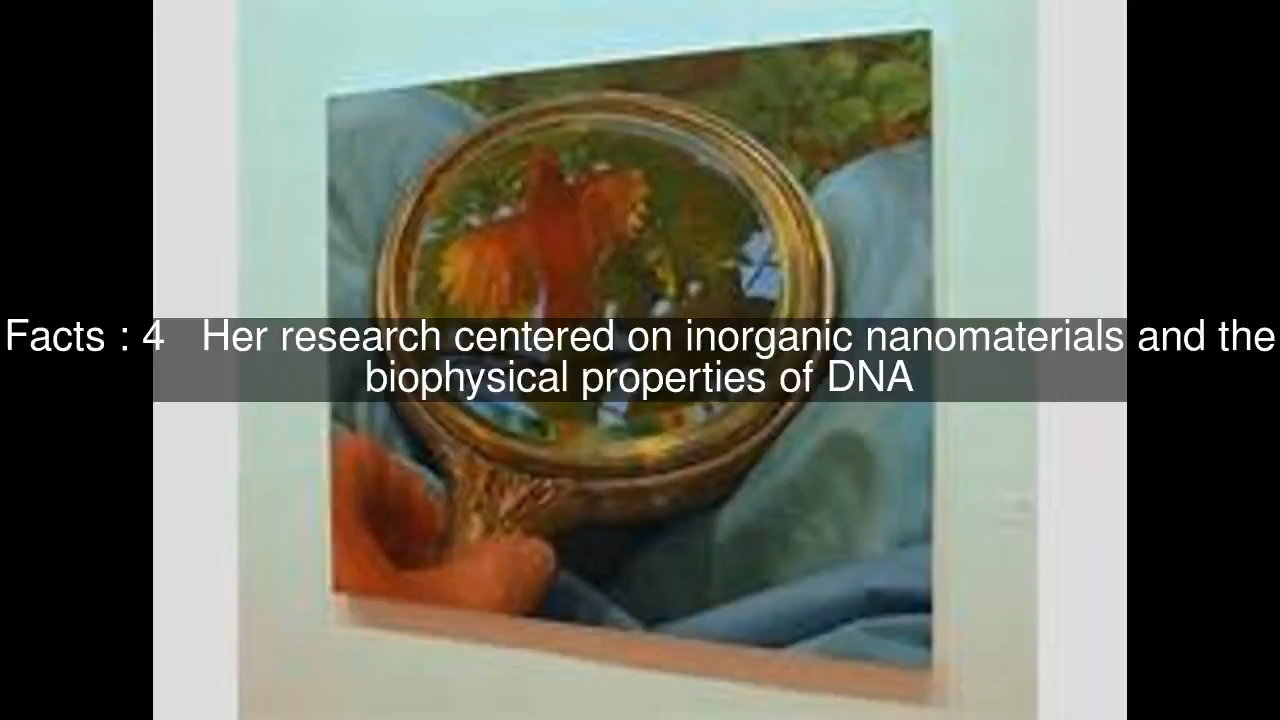 Facts : 4   Her research centered on inorganic nanomaterials and the
biophysical properties of DNA